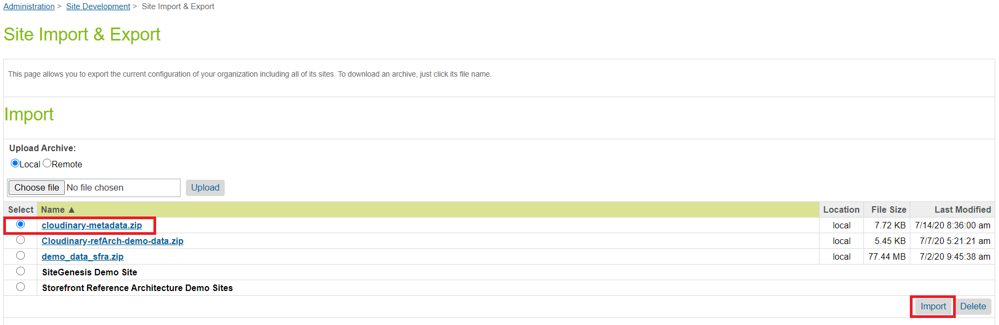 Administration > Site Development > Site Import & Export
Site Import & Export
This page allows you to export the current configuration of your organization including all of its sites. To download an archive, just click its file name.
Import
Upload Archive:
Local Remote
Choose file No file chosen Upload
Select Name ▲ Location File Size Last Modified
cloudinary-metadata.zip local 7.72 KB 7/14/20 8:36:00 am
Cloudinary-refArch-demo-data.zip local 5.45 KB 7/7/20 5:21:21 am
demo_data_sfra.zip local 77.44 MB 7/2/20 9:45:38 am
SiteGenesis Demo Site
Storefront Reference Architecture Demo Sites
Import Delete